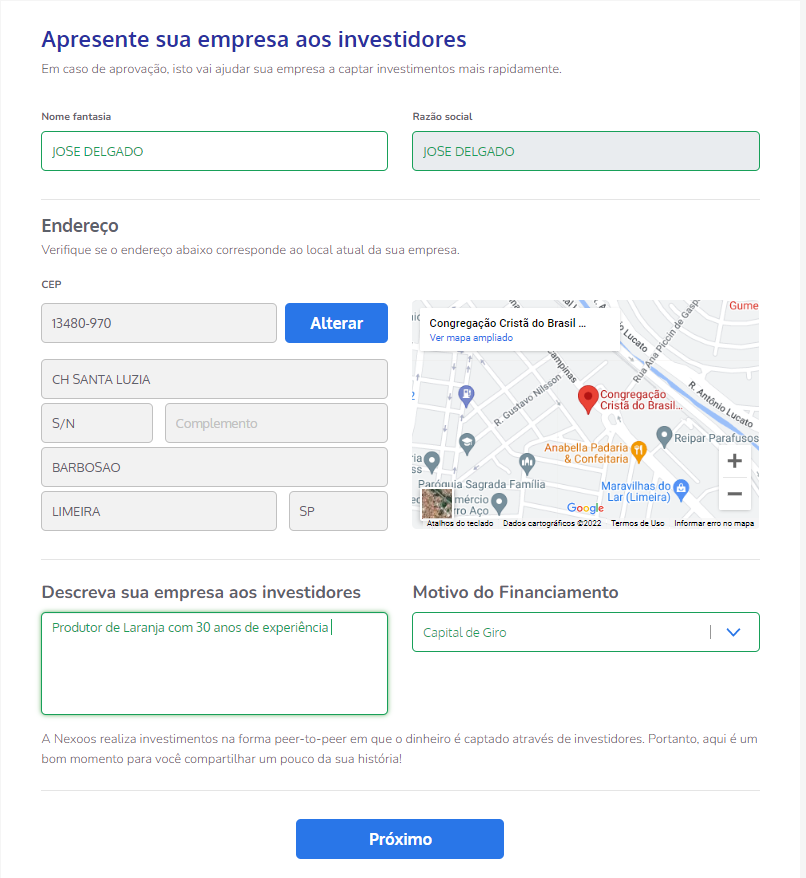 Apresente sua empresa aos investidores
Em caso de aprovação, isto vai ajudar sua empresa a captar investimentos mais rapidamente.
Nome fantasia
Razão social
JOSE DELGADO
JOSE DELGADO
Endereço
Verifique se o endereço abaixo corresponde ao local atual da sua empresa.
CEP
13480-970
Alterar
CH SANTA LUZIA
S/N
Complemento
BARBOSAO
LIMEIRA
SP
Congregação Cristã do Brasil ...
Ver mapa ampliado
Gume
Lucato
Rua Ana Piccin de Gasp
ampinas
R. Antônio Lucato
R. Gustavo Nilsson
Congregação
Cristã do Brasil...
Reipar Parafusos
Anabella Padaria
& Confeitaria
Paróquia Sagrada Família
Maravilhas do
Lar (Limeira)
mércio
rro Aço
Google
+
−
Atalhos do teclado
Dados cartográficos ©2022
Termos de Uso
Informar erro no mapa
Descreva sua empresa aos investidores
Motivo do Financiamento
Produtor de Laranja com 30 anos de experiência
Capital de Giro
A Nexoos realiza investimentos na forma peer-to-peer em que o dinheiro é captado através de investidores. Portanto, aqui é um
bom momento para você compartilhar um pouco da sua história!
Próximo